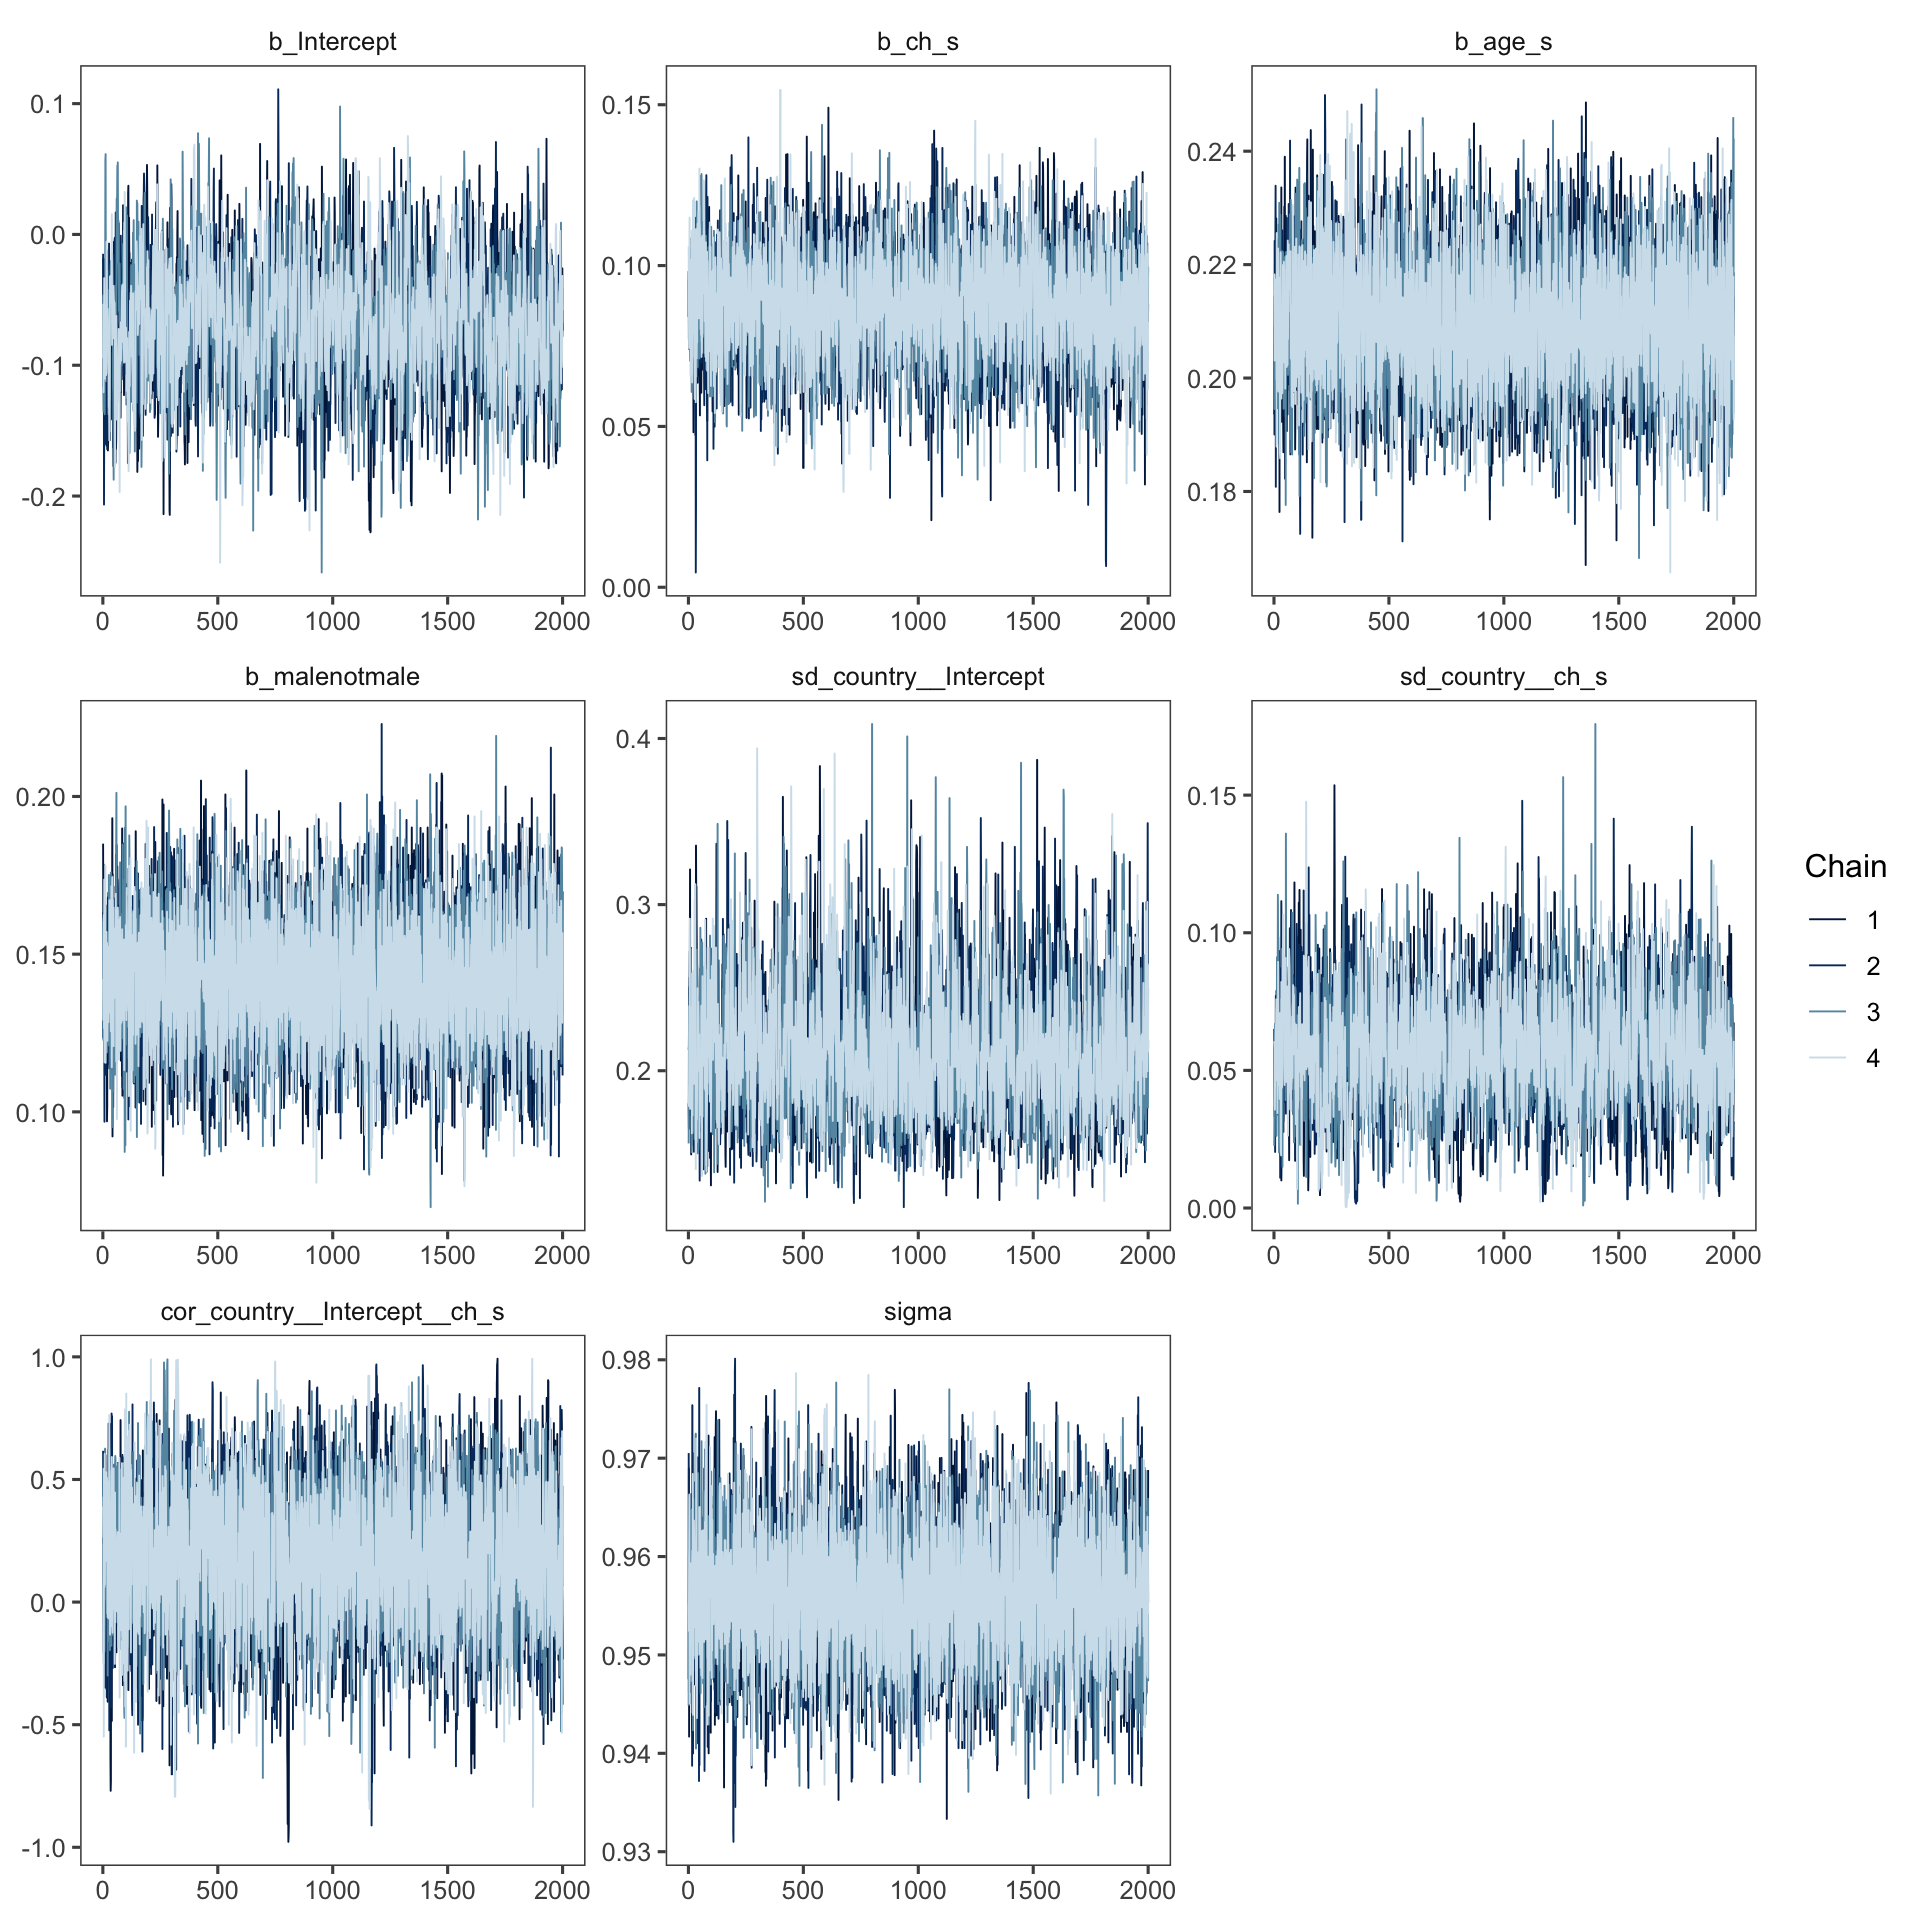 b_Intercept b_ch_s b_age_s
0.1 0.15
0.24
0.0
0.10 0.22
-0.1
0.05 0.20
-0.2 0.18
0.00
0 500 1000 1500 2000 0 500 1000 1500 2000 0 500 1000 1500 2000
b_malenotmale sd_country__Intercept sd_country__ch_s
0.4
0.20 0.15
Chain
0.3 1
0.15 0.10 2
3
0.2 4
0.10 0.05
0.00
0 500 1000 1500 2000 0 500 1000 1500 2000 0 500 1000 1500 2000
cor_country__Intercept__ch_s sigma
1.0 0.98
0.5 0.97
0.96
0.0
0.95
-0.5 0.94
-1.0 0.93
0 500 1000 1500 2000 0 500 1000 1500 2000